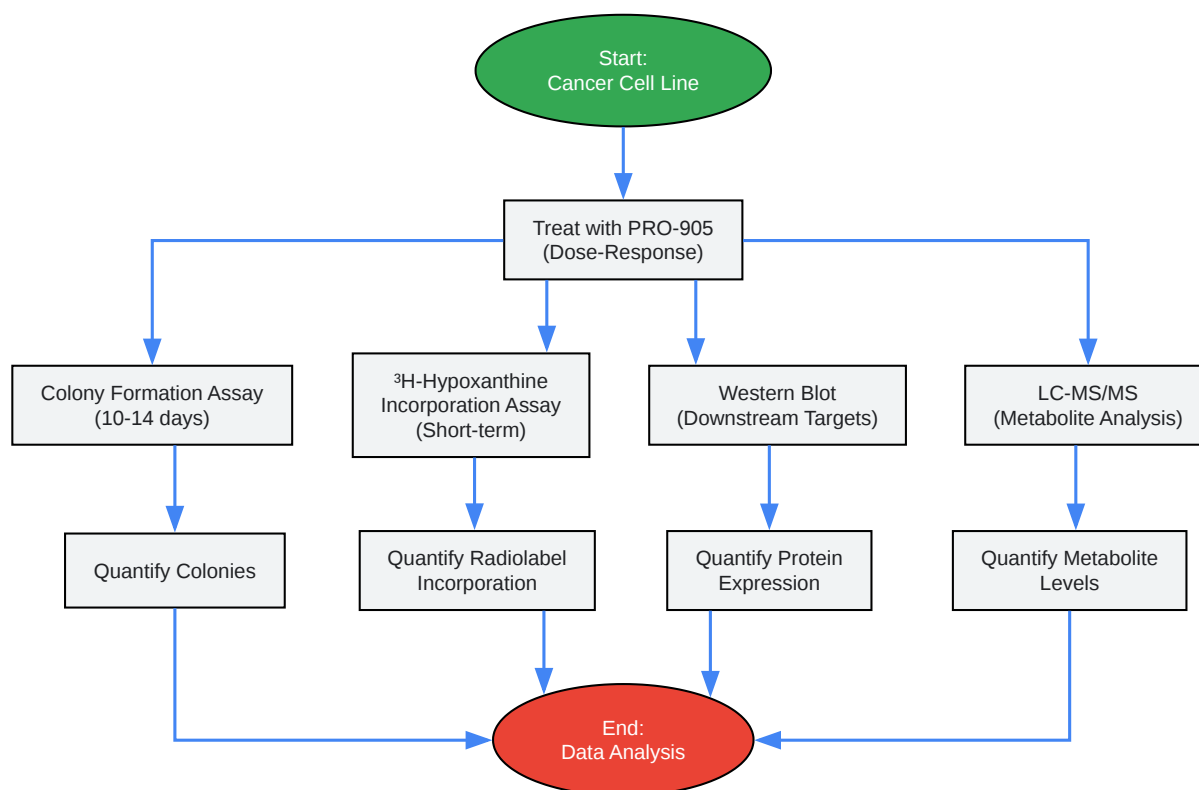 Start:
Cancer Cell Line
Treat with PRO-905
(Dose-Response)
Colony Formation Assay
(10-14 days)
³H-Hypoxanthine
Incorporation Assay
(Short-term)
Western Blot
(Downstream Targets)
LC-MS/MS
(Metabolite Analysis)
Quantify Colonies
Quantify Radiolabel
Incorporation
Quantify Protein
Expression
Quantify Metabolite
Levels
End:
Data Analysis